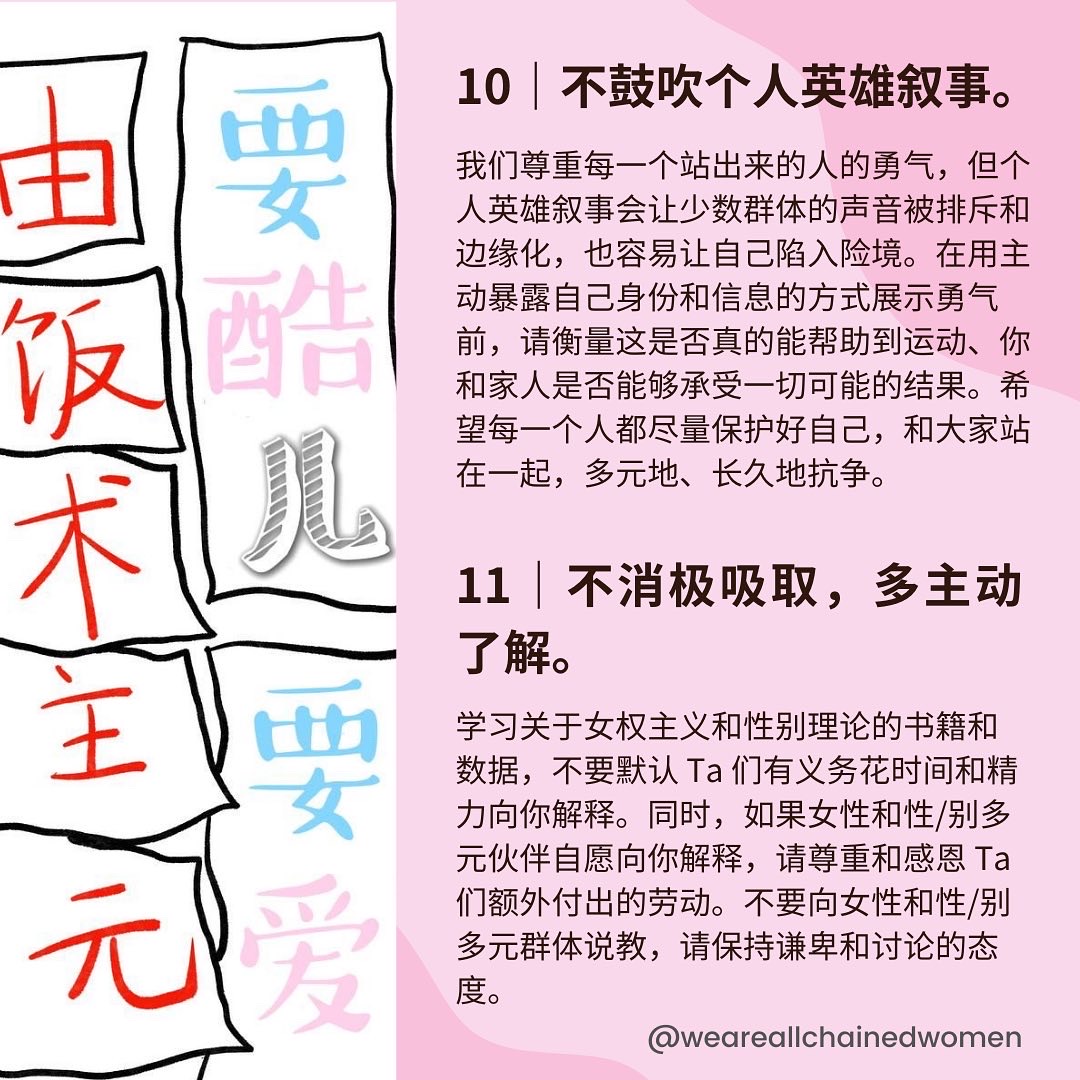 由
饭
术
主
元
要
酷
儿
要
爱
10｜不鼓吹个人英雄叙事。
我们尊重每一个站出来的人的勇气，但个
人英雄叙事会让少数群体的声音被排斥和
边缘化，也容易让自己陷入险境。在用主
动暴露自己身份和信息的方式展示勇气
前，请衡量这是否真的能帮助到运动、你
和家人是否能够承受一切可能的结果。希
望每一个人都尽量保护好自己，和大家站
在一起，多元地、长久地抗争。
11｜不消极吸取，多主动
了解。
学习关于女权主义和性别理论的书籍和
数据，不要默认 Ta 们有义务花时间和精
力向你解释。同时，如果女性和性/别多
元伙伴自愿向你解释，请尊重和感恩 Ta
们额外付出的劳动。不要向女性和性/别
多元群体说教，请保持谦卑和讨论的态
度。
@weareallchainedwomen